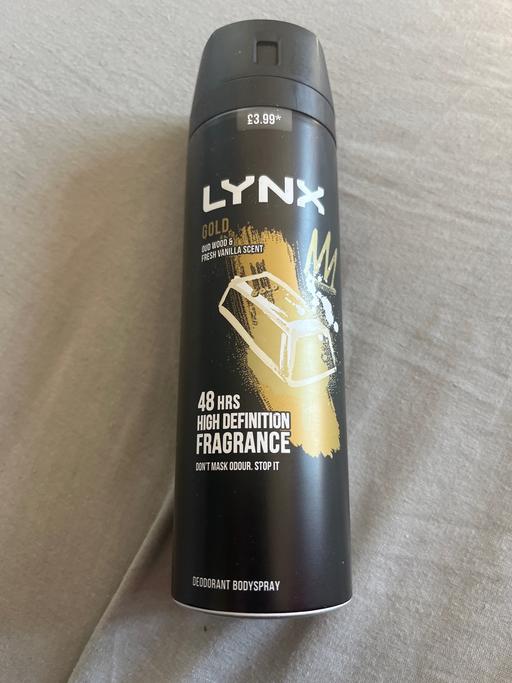 £3.99*
LYNX
GOLD
OUD WOOD &
FRESH VANILLA SCENT
48 HRS
HIGH DEFINITION
FRAGRANCE
DON'T MASK ODOUR. STOP IT
DEODORANT BODYSPRAY